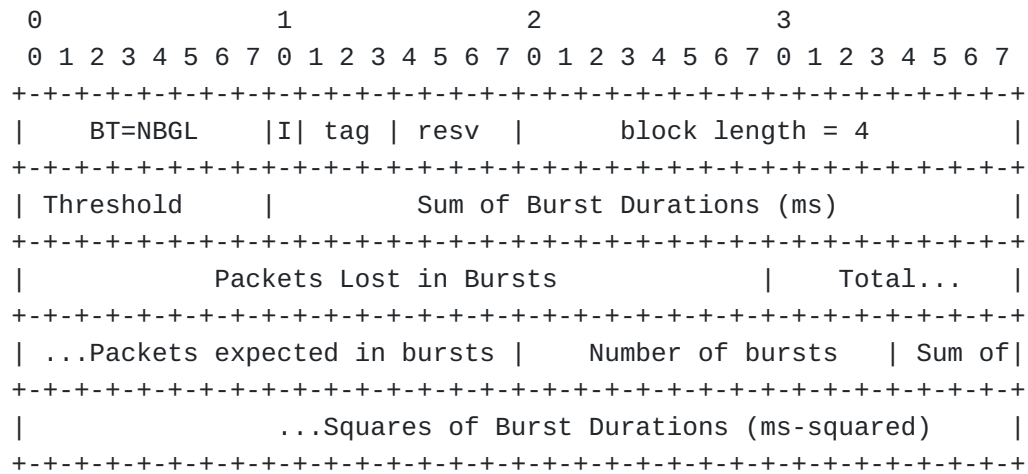 0                   1                   2                   3
0 1 2 3 4 5 6 7 0 1 2 3 4 5 6 7 0 1 2 3 4 5 6 7 0 1 2 3 4 5 6 7
+-+-+-+-+-+-+-+-+-+-+-+-+-+-+-+-+-+-+-+-+-+-+-+-+-+-+-+-+-+-+-+-+
|    BT=NBGL    |I| tag | resv  |      block length = 4         |
+-+-+-+-+-+-+-+-+-+-+-+-+-+-+-+-+-+-+-+-+-+-+-+-+-+-+-+-+-+-+-+-+
| Threshold     |         Sum of Burst Durations (ms)           |
+-+-+-+-+-+-+-+-+-+-+-+-+-+-+-+-+-+-+-+-+-+-+-+-+-+-+-+-+-+-+-+-+
|            Packets Lost in Bursts             |    Total...   |
+-+-+-+-+-+-+-+-+-+-+-+-+-+-+-+-+-+-+-+-+-+-+-+-+-+-+-+-+-+-+-+-+
| ...Packets expected in bursts |    Number of bursts   | Sum of|
+-+-+-+-+-+-+-+-+-+-+-+-+-+-+-+-+-+-+-+-+-+-+-+-+-+-+-+-+-+-+-+-+
|                ...Squares of Burst Durations (ms-squared)     |
+-+-+-+-+-+-+-+-+-+-+-+-+-+-+-+-+-+-+-+-+-+-+-+-+-+-+-+-+-+-+-+-+